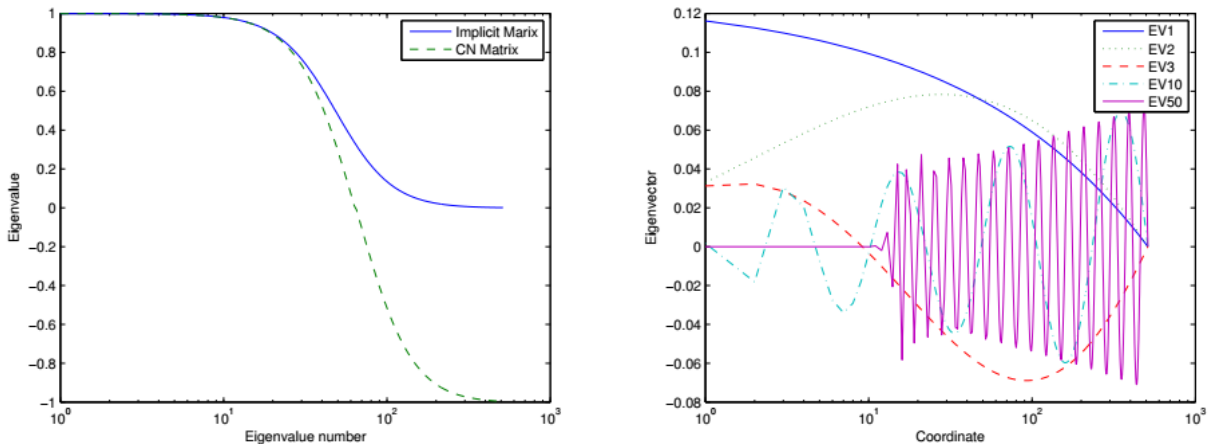 1
0.8
0.6
0.4
0.2
0
−0.2
−0.4
−0.6
−0.8
−1
Eigenvalue
10^0
10^1
10^2
10^3
Eigenvalue number
Implicit Marix
CN Matrix
0.12
0.1
0.08
0.06
0.04
0.02
0
−0.02
−0.04
−0.06
−0.08
Eigenvector
10^0
10^1
10^2
10^3
Coordinate
EV1
EV2
EV3
EV10
EV50